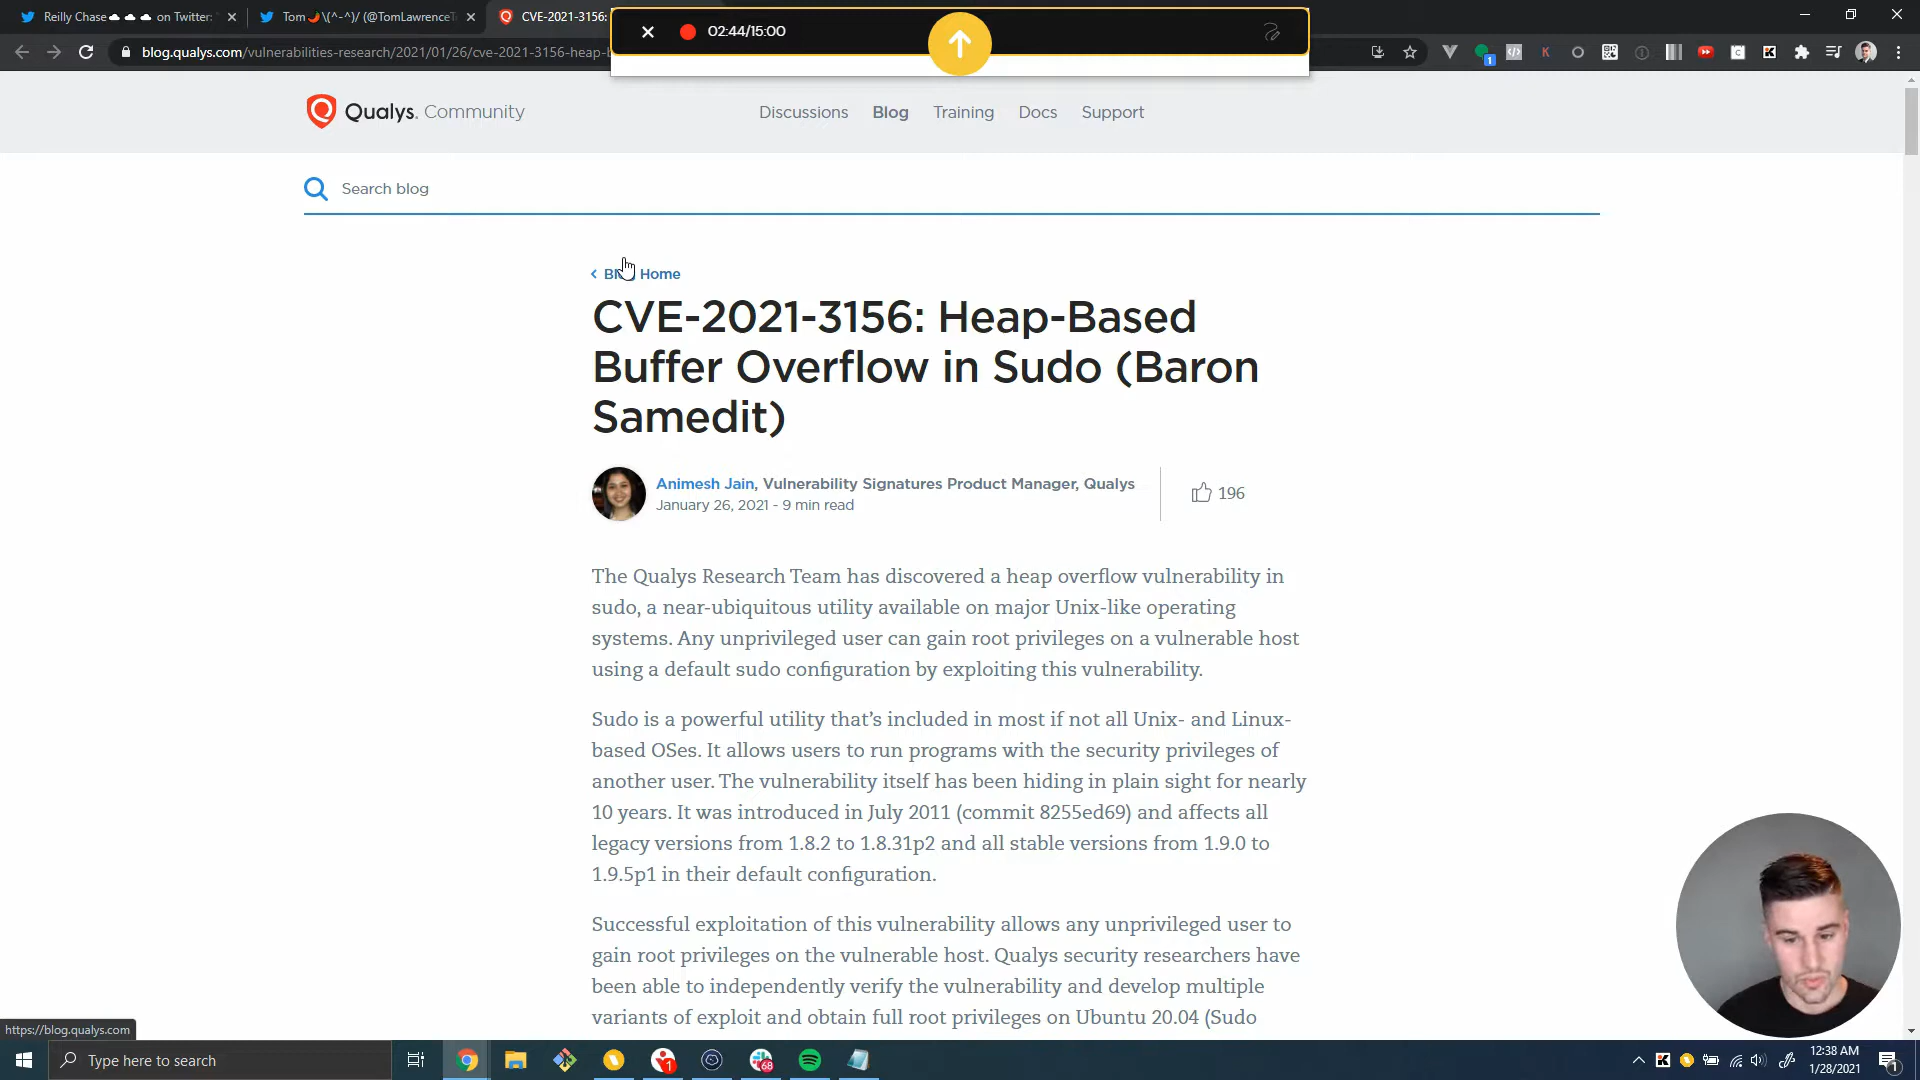 Reilly Chase☁ ☁ ☁ on Twitter:
Tom🌶\(^-^)/ (@TomLawrenceT
CVE-2021-3156:
02:44/15:00
blog.qualys.com/vulnerabilities-research/2021/01/26/cve-2021-3156-heap-
1
Qualys. Community
Discussions
Blog
Training
Docs
Support
Search blog
Blog Home
CVE-2021-3156: Heap-Based
Buffer Overflow in Sudo (Baron
Samedit)
Animesh Jain, Vulnerability Signatures Product Manager, Qualys
January 26, 2021 - 9 min read
196
The Qualys Research Team has discovered a heap overflow vulnerability in
sudo, a near-ubiquitous utility available on major Unix-like operating
systems. Any unprivileged user can gain root privileges on a vulnerable host
using a default sudo configuration by exploiting this vulnerability.
Sudo is a powerful utility that’s included in most if not all Unix- and Linux-
based OSes. It allows users to run programs with the security privileges of
another user. The vulnerability itself has been hiding in plain sight for nearly
10 years. It was introduced in July 2011 (commit 8255ed69) and affects all
legacy versions from 1.8.2 to 1.8.31p2 and all stable versions from 1.9.0 to
1.9.5p1 in their default configuration.
Successful exploitation of this vulnerability allows any unprivileged user to
gain root privileges on the vulnerable host. Qualys security researchers have
been able to independently verify the vulnerability and develop multiple
variants of exploit and obtain full root privileges on Ubuntu 20.04 (Sudo
https://blog.qualys.com
Type here to search
1
68
12:38 AM
1/28/2021
1